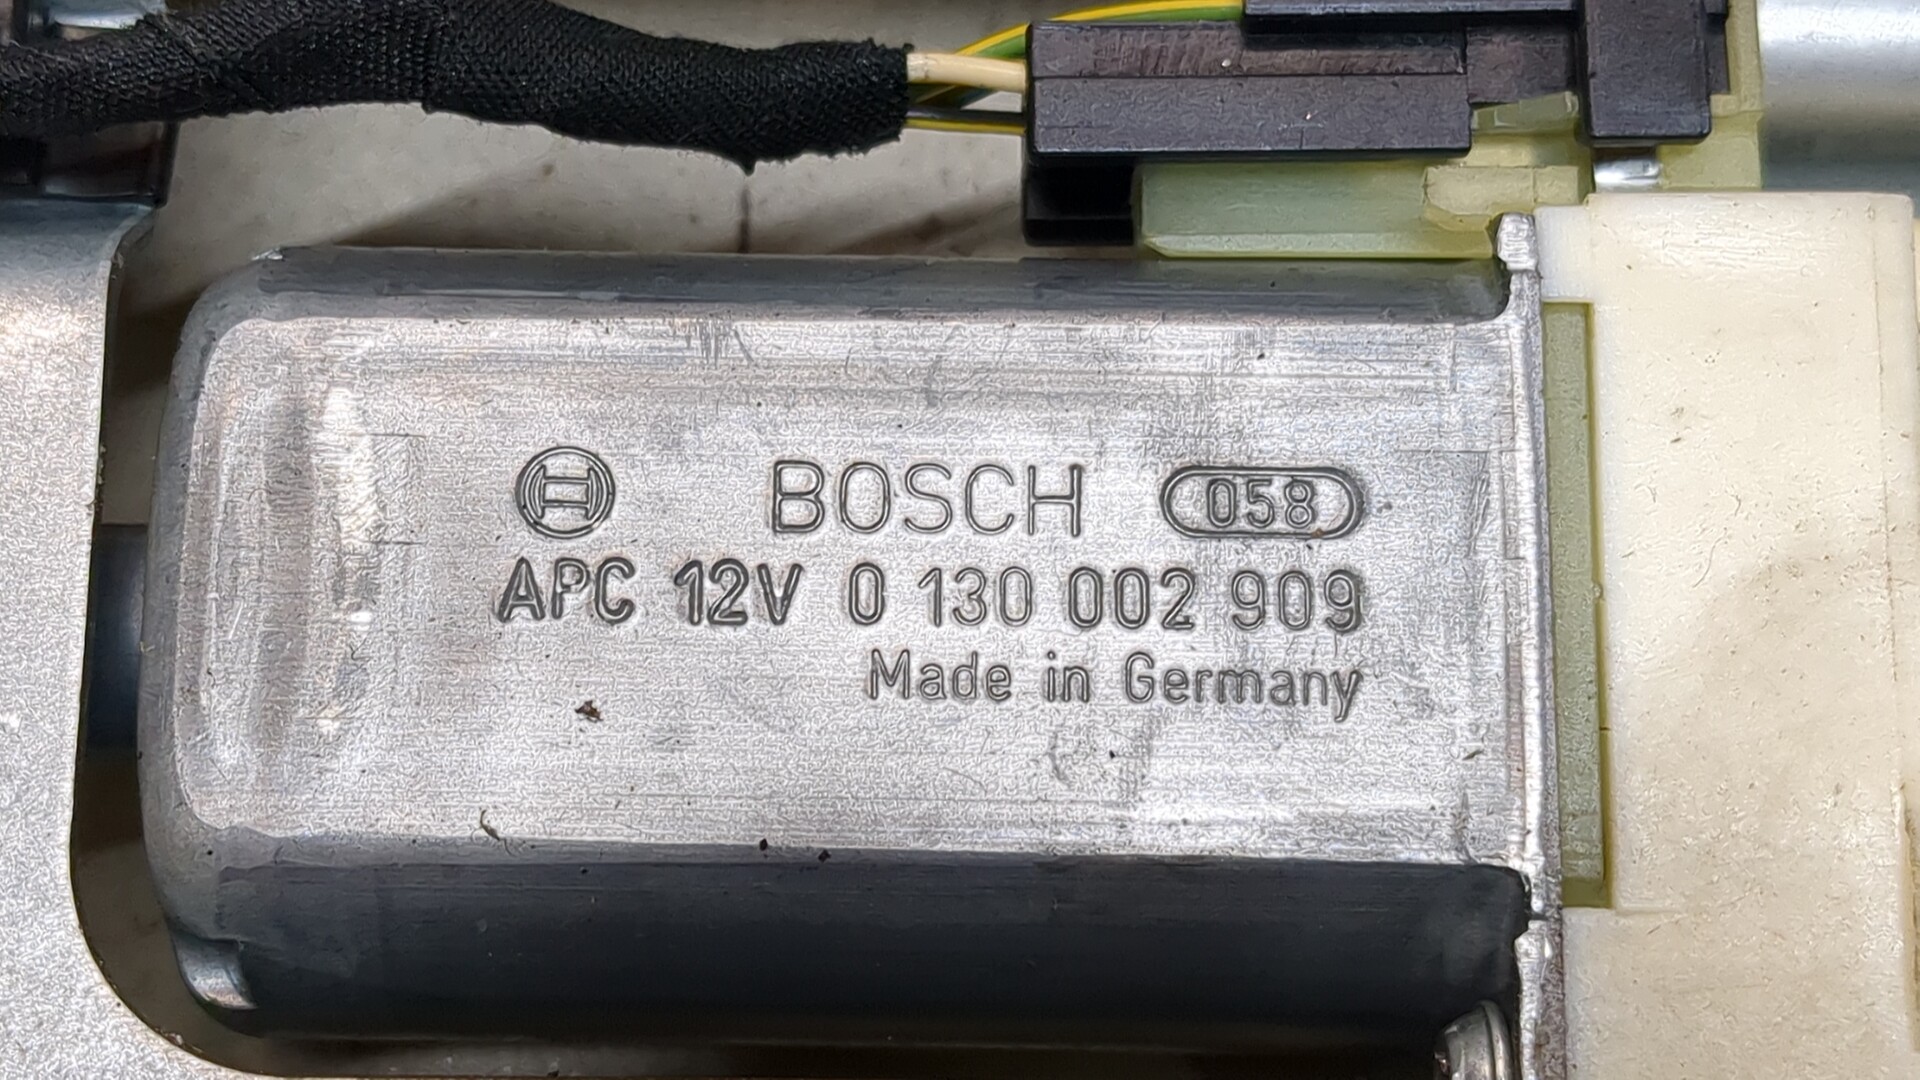 BOSCH 058
APC 12V 0 130 002 909
Made in Germany